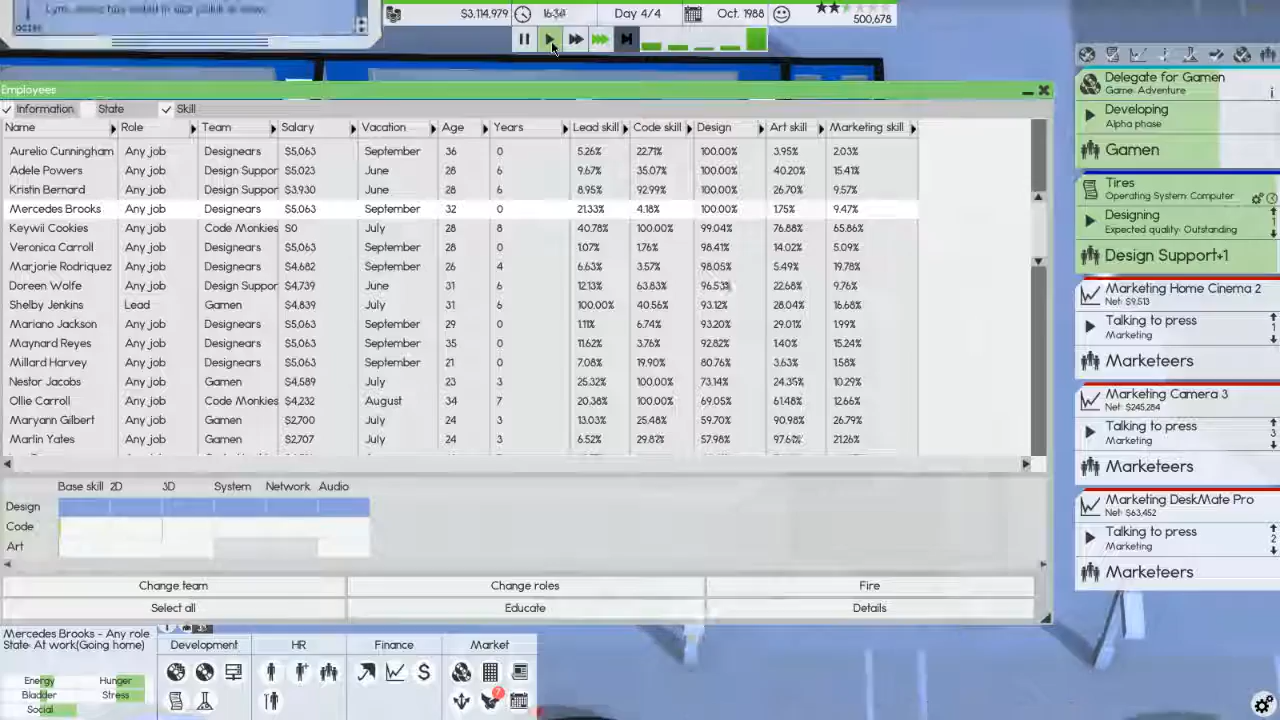 $3,114,979 16:30 Day 4/4 Oct. 1988 500,678
Employees
Information State Skill
Name Role Team Salary Vacation Age Years Lead skill Code skill Design Art skill Marketing skill
Aurelio Cunningham Any job Designears $5,063 September 36 0 5.26% 22.71% 100.00% 3.95% 2.03%
Adele Powers Any job Design Suppor $5,023 June 28 6 9.67% 35.07% 100.00% 40.20% 15.41%
Kristin Bernard Any job Design Suppor $3,930 June 28 6 8.95% 92.99% 100.00% 26.70% 9.57%
Mercedes Brooks Any job Designears $5,063 September 32 0 21.33% 4.18% 100.00% 1.75% 9.47%
Keywii Cookies Any job Code Monkies $0 July 28 8 40.78% 100.00% 99.04% 76.88% 65.86%
Veronica Carroll Any job Designears $5,063 September 28 0 1.07% 1.76% 98.41% 14.02% 5.09%
Marjorie Rodriquez Any job Designears $4,682 September 26 4 6.63% 3.57% 98.05% 5.49% 19.78%
Doreen Wolfe Any job Design Suppor $4,739 June 31 6 12.13% 63.83% 96.53% 22.68% 9.76%
Shelby Jenkins Lead Gamen $4,839 July 31 6 100.00% 40.56% 93.12% 28.04% 16.68%
Mariano Jackson Any job Designears $5,063 September 29 0 1.11% 6.74% 93.20% 29.01% 1.99%
Maynard Reyes Any job Designears $5,063 September 35 0 11.62% 3.76% 92.82% 1.40% 15.24%
Millard Harvey Any job Designears $5,063 September 21 0 7.08% 19.90% 80.76% 3.63% 1.58%
Nestor Jacobs Any job Gamen $4,589 July 23 3 25.32% 100.00% 73.14% 24.35% 10.29%
Ollie Carroll Any job Code Monkies $4,232 August 34 7 20.38% 100.00% 69.05% 61.48% 12.66%
Maryann Gilbert Any job Gamen $2,700 July 24 3 13.03% 25.48% 59.70% 90.98% 26.79%
Marlin Yates Any job Gamen $2,707 July 24 3 6.52% 29.82% 57.98% 97.60% 21.26%
Base skill 2D 3D System Network Audio
Design
Code
Art
Change team Change roles Fire
Select all Educate Details
Mercedes Brooks - Any role
State: At work(Going home)
Energy Hunger
Bladder Stress
Social
Development HR Finance Market
7
Delegate for Gamen
Game: Adventure
Developing
Alpha phase
Gamen
Tires
Operating System: Computer
Designing 1
Expected quality: Outstanding
Design Support+1
Marketing Home Cinema 2
Net: $9,513
Talking to press 1
Marketing
Marketeers
Marketing Camera 3
Net: $245,284
Talking to press 3
Marketing
Marketeers
Marketing DeskMate Pro
Net: $63,452
Talking to press 2
Marketing
Marketeers